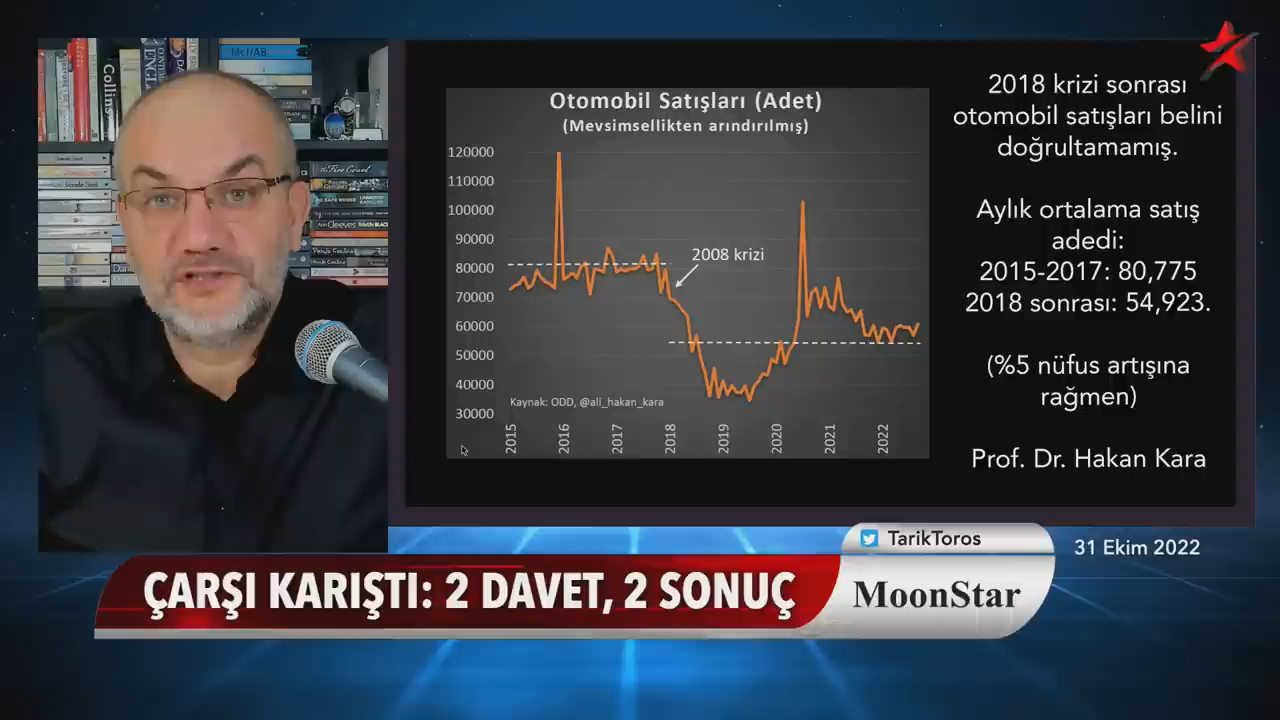 McNAB
Collins
Otomobil Satışları (Adet)
(Mevsimsellikten arındırılmış)
120000
110000
100000
90000
80000
70000
60000
50000
40000
30000
2008 krizi
Kaynak: ODD, @ali_hakan_kara
2015
2016
2017
2018
2019
2020
2021
2022
2018 krizi sonrası
otomobil satışları belini
doğrultamamış.
Aylık ortalama satış
adedi:
2015-2017: 80,775
2018 sonrası: 54,923.
(%5 nüfus artışına
rağmen)
Prof. Dr. Hakan Kara
TarikToros
31 Ekim 2022
ÇARŞI KARIŞTI: 2 DAVET, 2 SONUÇ
MoonStar